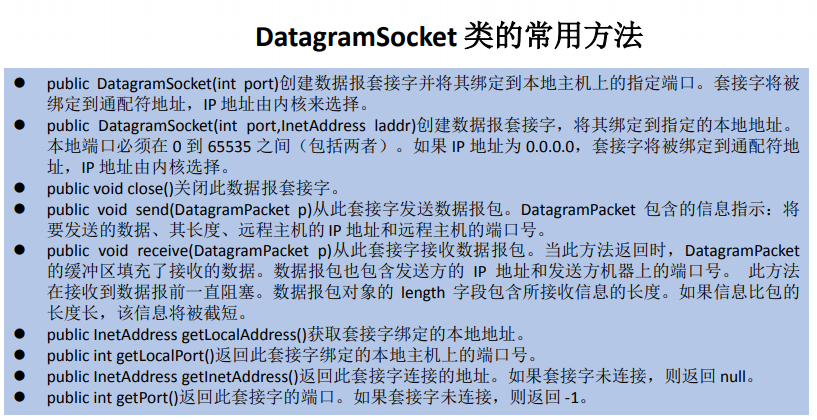 DatagramSocket 类的常用方法
● public DatagramSocket(int port)创建数据报套接字并将其绑定到本地主机上的指定端口。套接字将被
绑定到通配符地址，IP 地址由内核来选择。
● public DatagramSocket(int port,InetAddress laddr)创建数据报套接字，将其绑定到指定的本地地址。
本地端口必须在 0 到 65535 之间（包括两者）。如果 IP 地址为 0.0.0.0，套接字将被绑定到通配符地
址，IP 地址由内核选择。
● public void close()关闭此数据报套接字。
● public void send(DatagramPacket p)从此套接字发送数据报包。DatagramPacket 包含的信息指示：将
要发送的数据、其长度、远程主机的 IP 地址和远程主机的端口号。
● public void receive(DatagramPacket p)从此套接字接收数据报包。当此方法返回时，DatagramPacket
的缓冲区填充了接收的数据。数据报包也包含发送方的 IP 地址和发送方机器上的端口号。 此方法
在接收到数据报前一直阻塞。数据报包对象的 length 字段包含所接收信息的长度。如果信息比包的
长度长，该信息将被截短。
● public InetAddress getLocalAddress()获取套接字绑定的本地地址。
● public int getLocalPort()返回此套接字绑定的本地主机上的端口号。
● public InetAddress getInetAddress()返回此套接字连接的地址。如果套接字未连接，则返回 null。
● public int getPort()返回此套接字的端口。如果套接字未连接，则返回 -1。